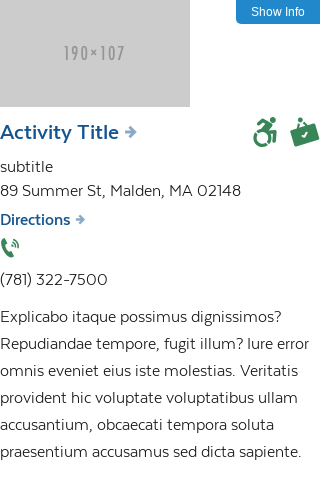 Show Info
190×107
Activity Title
subtitle
89 Summer St, Malden, MA 02148
Directions
(781) 322-7500
Explicabo itaque possimus dignissimos?
Repudiandae tempore, fugit illum? Iure error
omnis eveniet eius iste molestias. Veritatis
provident hic voluptate voluptatibus ullam
accusantium, obcaecati tempora soluta
praesentium accusamus sed dicta sapiente.